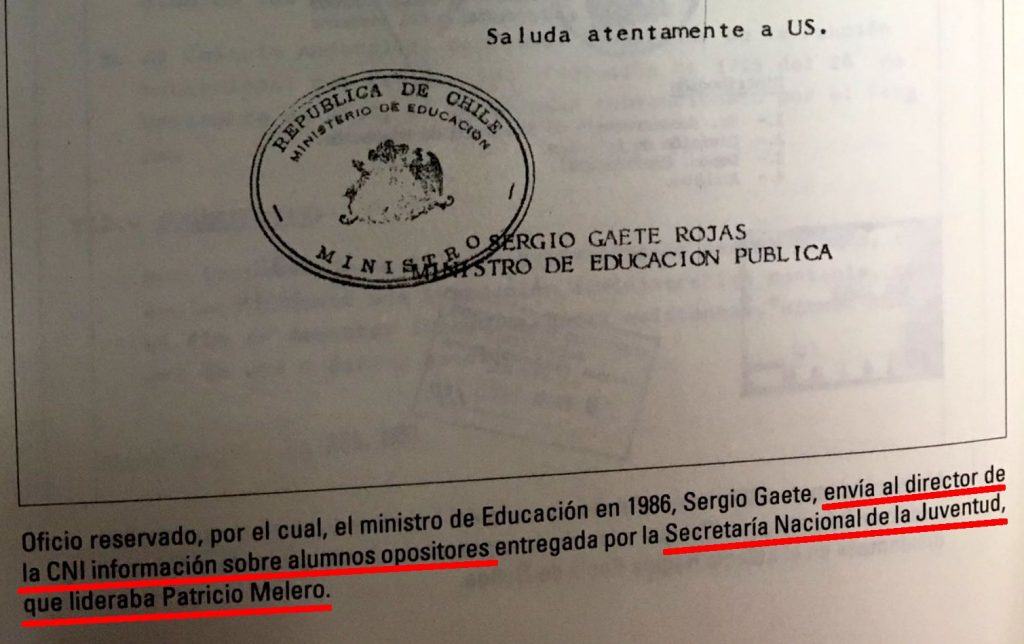 Saluda atentamente a US.
REPUBLICA DE CHILE
MINISTERIO DE EDUCACIÓN
MINISTRO
SERGIO GAETE ROJAS
MINISTRO DE EDUCACION PUBLICA
Oficio reservado, por el cual, el ministro de Educación en 1986, Sergio Gaete, envía al director de
la CNI información sobre alumnos opositores entregada por la Secretaría Nacional de la Juventud,
que lideraba Patricio Melero.